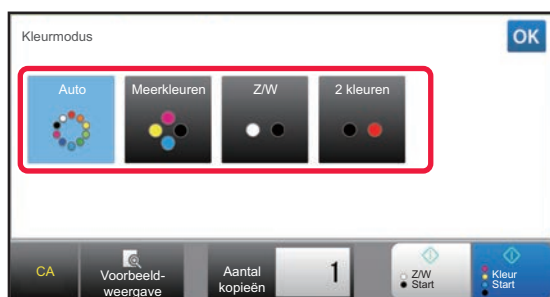 Kleurmodus
OK
Auto
Meerkleuren
Z/W
2 kleuren
CA
Voorbeeld-
weergave
Aantal
kopieën
1
Z/W
Start
Kleur
Start